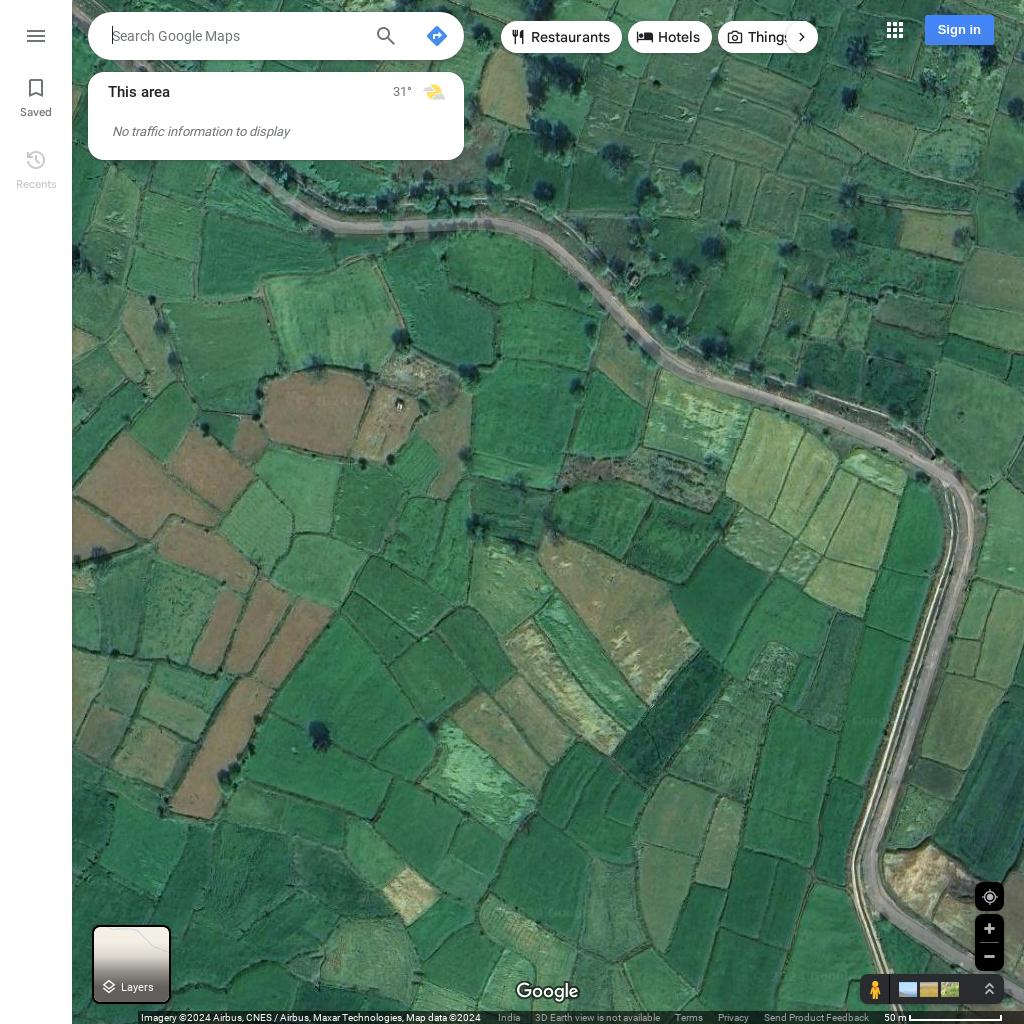 Search Google Maps
Restaurants
Hotels
Things
Sign in
This area
31°
No traffic information to display
Saved
Recents
Layers
Google
Imagery ©2024 Airbus, CNES / Airbus, Maxar Technologies, Map data ©2024
India
3D Earth view is not available
Terms
Privacy
Send Product Feedback
50 m